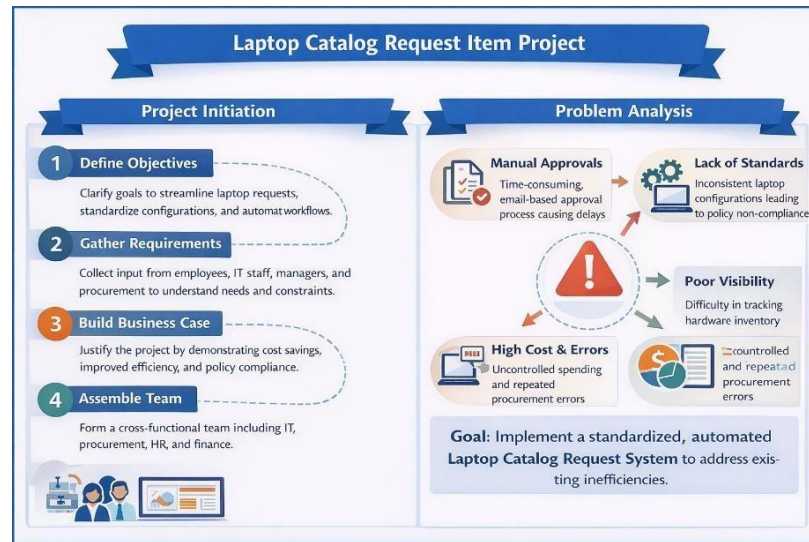 Laptop Catalog Request Item Project
Project Initiation
1 Define Objectives
Clarify goals to streamline laptop requests,
standardize configurations, and automatworkflows.
2 Gather Requirements
Collect input from employees, IT staff, managers, and
procurement to understand needs and constraints.
3 Build Business Case
Justify the project by demonstrating cost savings,
improved efficiency, and policy compliance.
4 Assemble Team
Form a cross-functional team including IT,
procurement, HR, and finance.
Problem Analysis
Manual Approvals
Time-consuming,
email-based approval
process causing delays
Lack of Standards
Inconsistent laptop
configurations leading
to policy non-compliance
Poor Visibility
Difficulty in tracking
hardware inventory
High Cost & Errors
Uncontrolled spending
and repeated
procurement errors
countrolled
and repeatad
procurement
errors
Goal: Implement a standardized, automated
Laptop Catalog Request System to address exis-
ting inefficiencies.